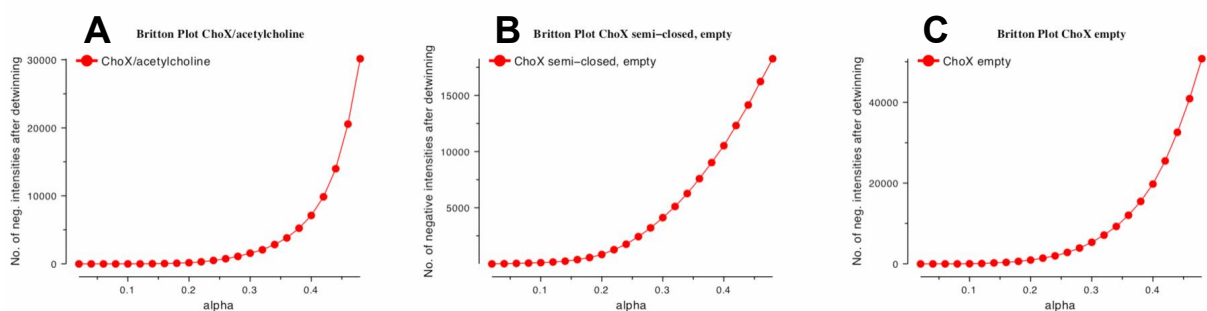 A
Britton Plot ChoX/acetylcholine
ChoX/acetylcholine
No. of neg. intensities after detwinning
30000
20000
10000
0
0.1 0.2 0.3 0.4
alpha
B
Britton Plot ChoX semi−closed, empty
ChoX semi−closed, empty
No. of negative intensities after detwinning
15000
10000
5000
0.1 0.2 0.3 0.4
alpha
C
Britton Plot ChoX empty
ChoX empty
No. of neg. intensities after detwinning
40000
20000
0
0.1 0.2 0.3 0.4
alpha